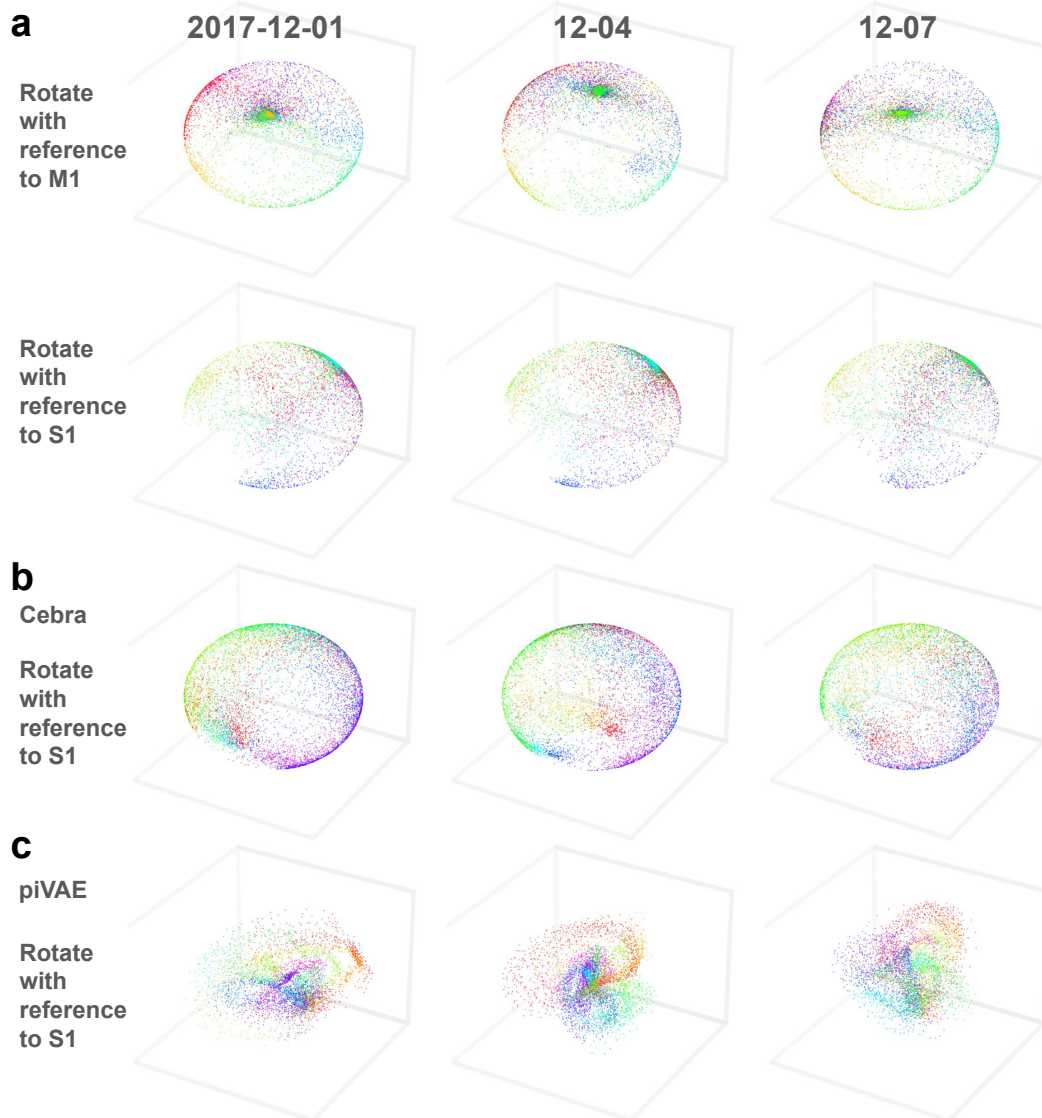 a
2017-12-01 12-04 12-07
Rotate
with
reference
to M1
Rotate
with
reference
to S1
b
Cebra
Rotate
with
reference
to S1
c
piVAE
Rotate
with
reference
to S1